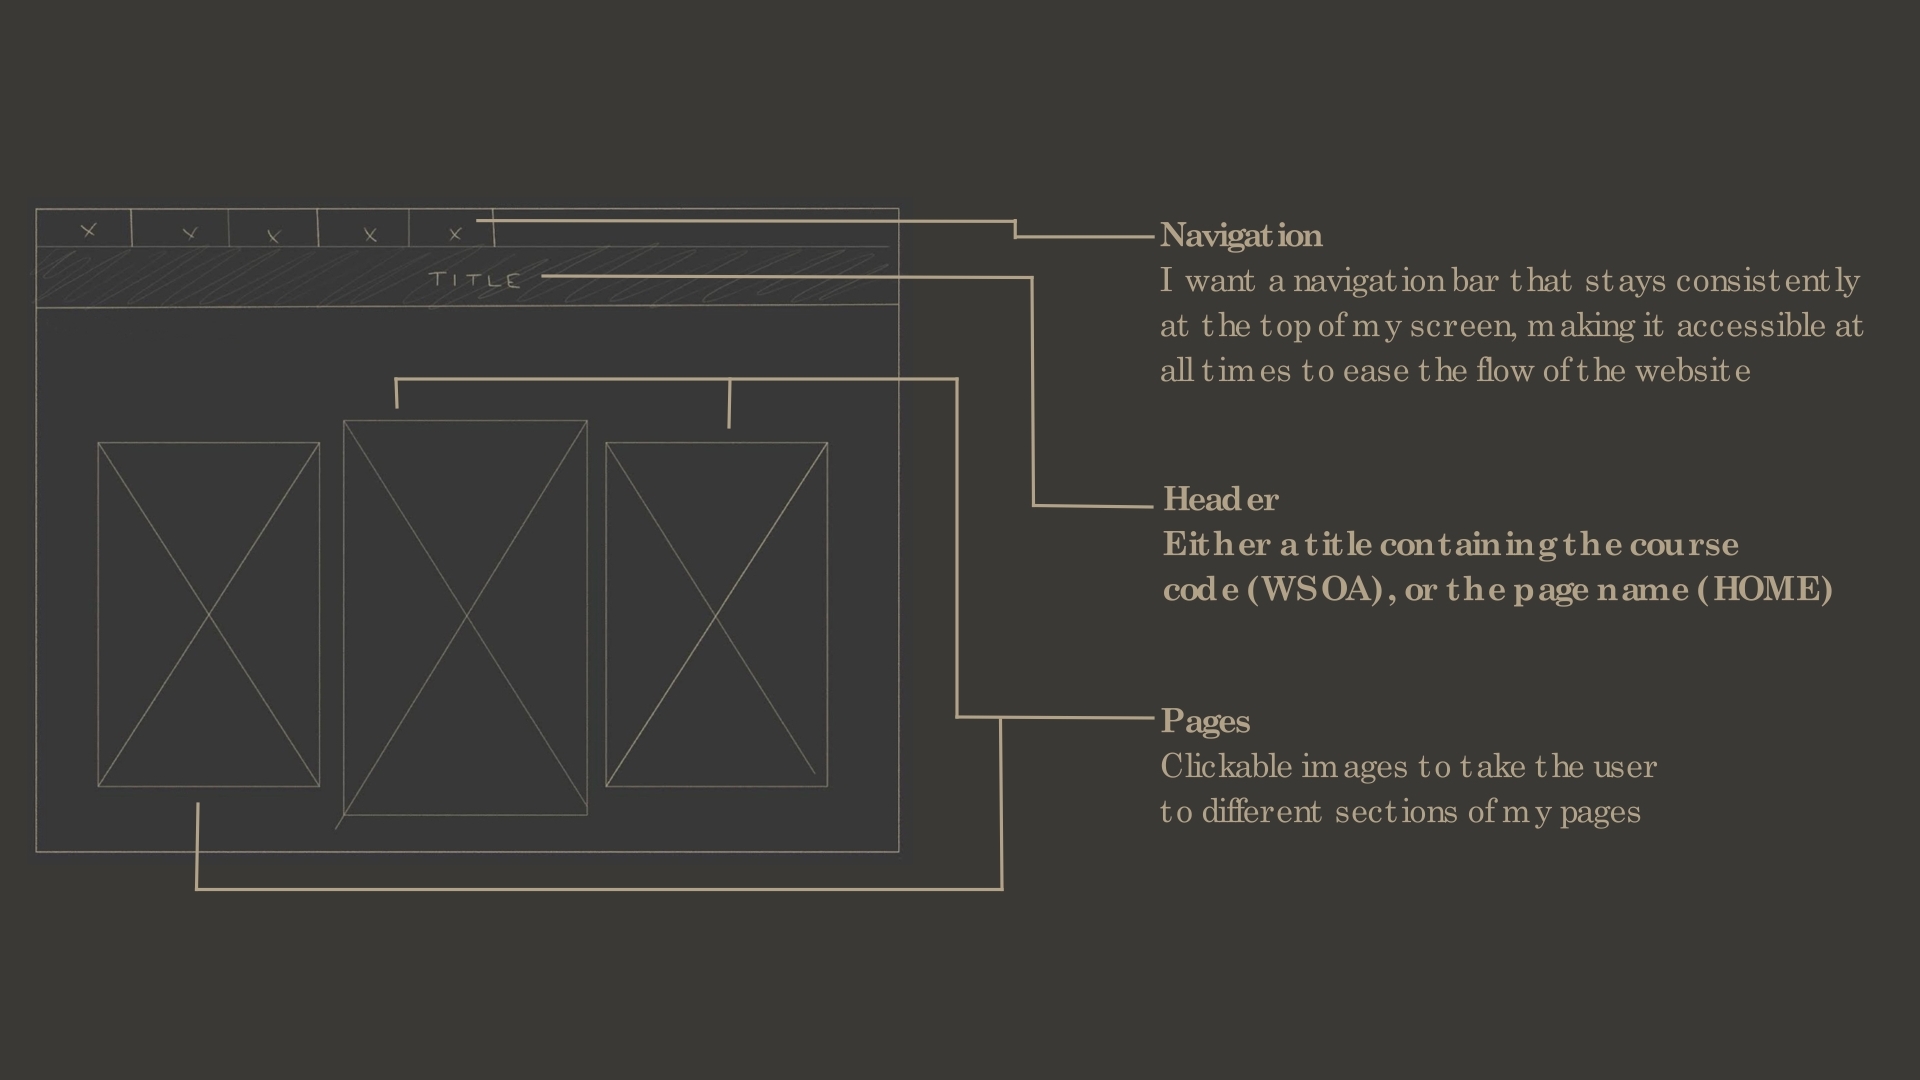 TITLE
Navigation
I want a navigation bar that stays consistently
at the top of my screen, making it accessible at
all times to ease the flow of the website
Header
Either a title containing the course
code (WSOA), or the page name (HOME)
Pages
Clickable images to take the user
to different sections of my pages